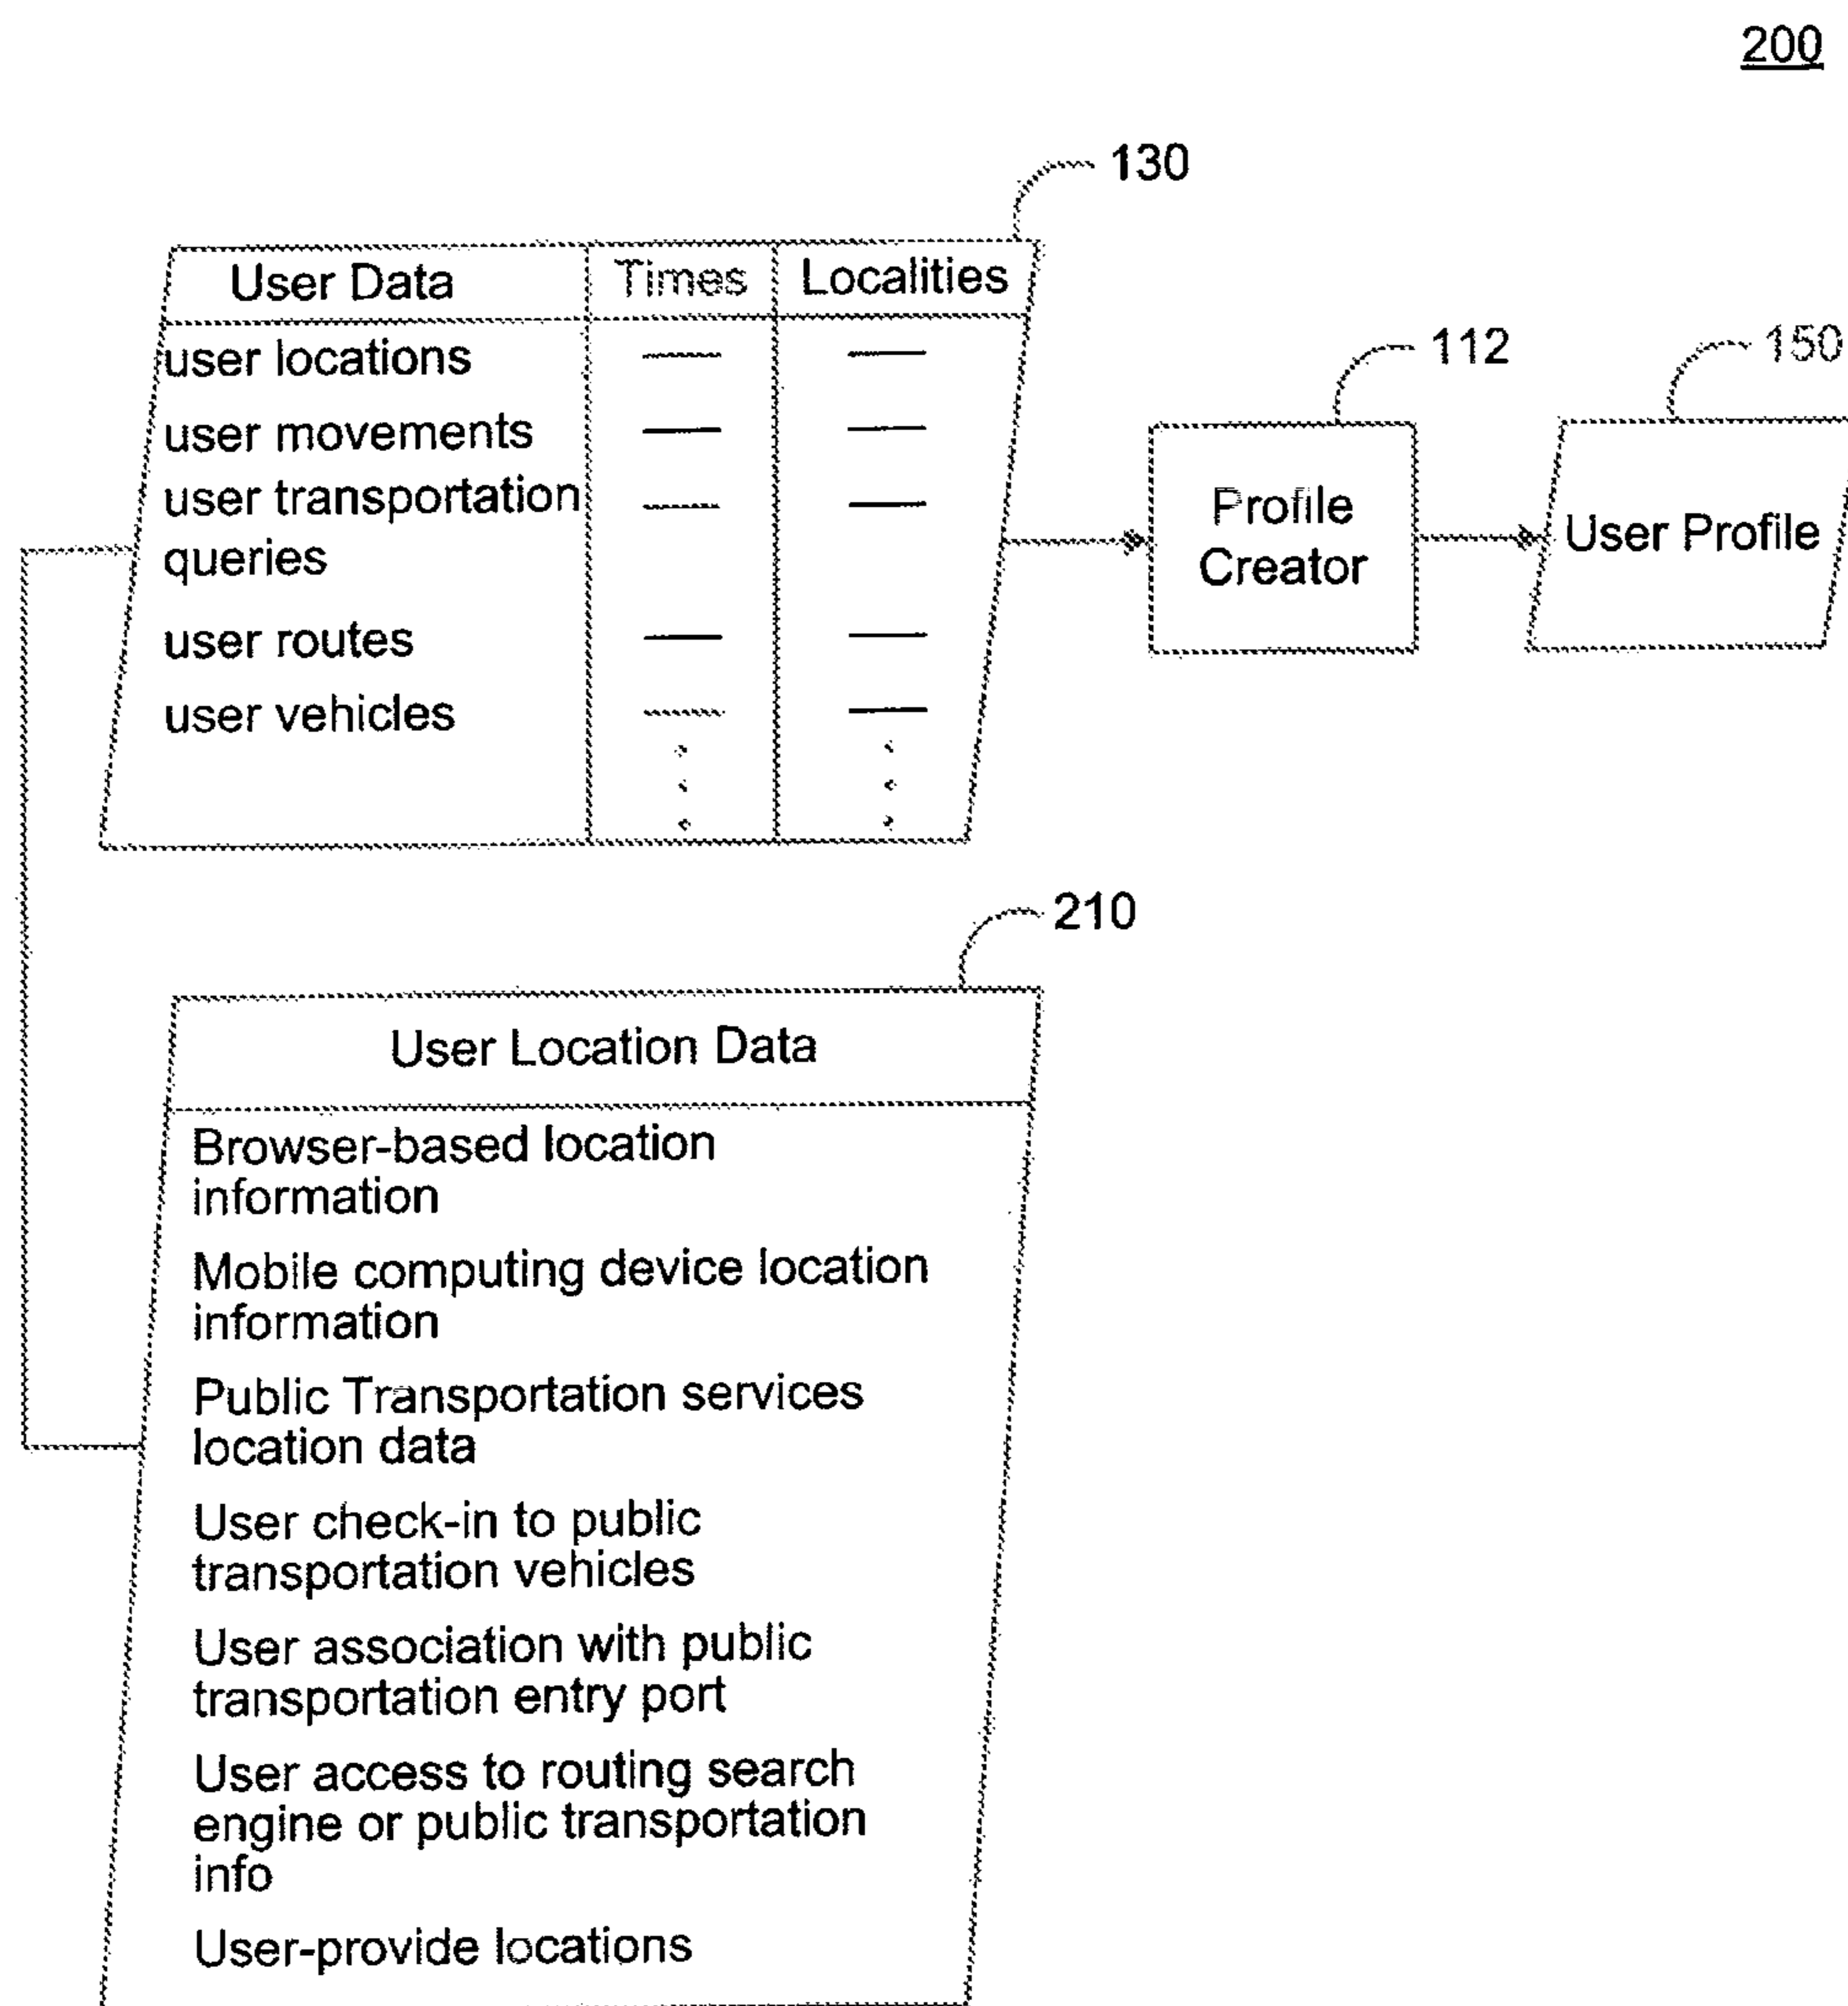 200
130
User Data Times Localities
user locations
user movements
user transportation
queries
user routes
user vehicles
112
Profile
Creator
150
User Profile
210
User Location Data
Browser-based location
information
Mobile computing device location
information
Public Transportation services
location data
User check-in to public
transportation vehicles
User association with public
transportation entry port
User access to routing search
engine or public transportation
info
User-provide locations